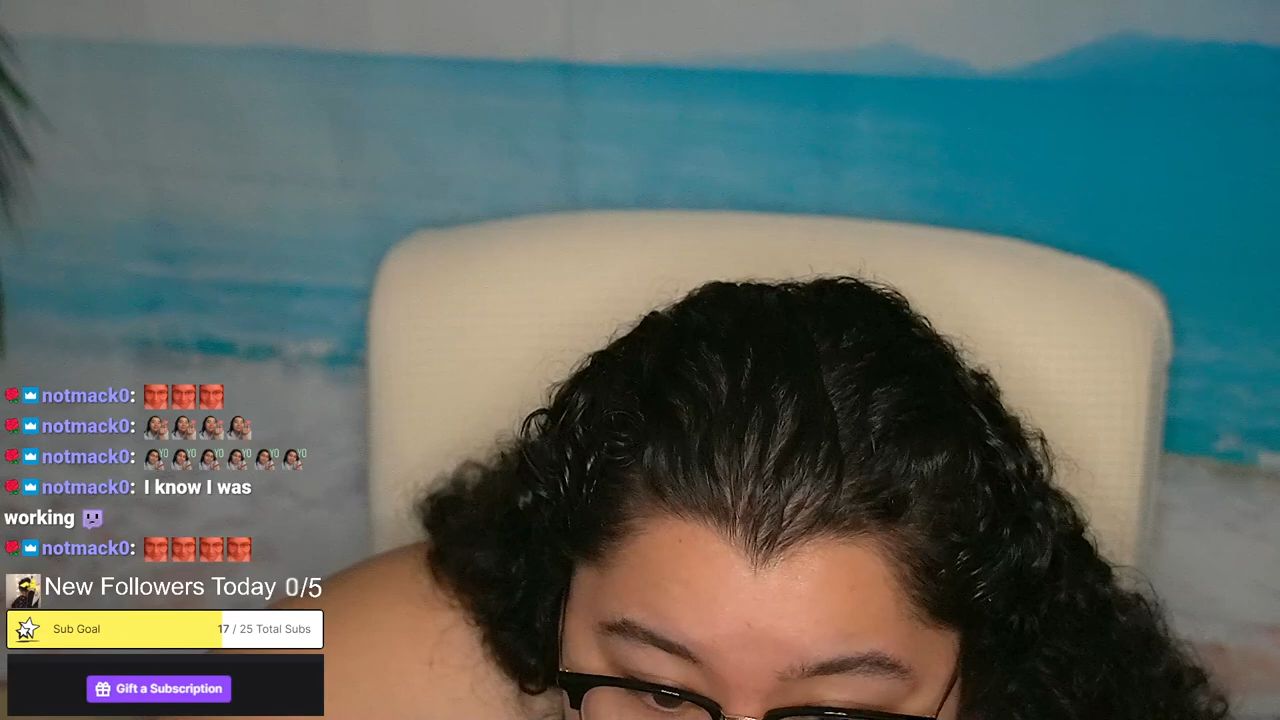 notmack0:
notmack0:
notmack0:
notmack0: I know I was
working
notmack0:
New Followers Today 0/5
Sub Goal 17 / 25 Total Subs
Gift a Subscription